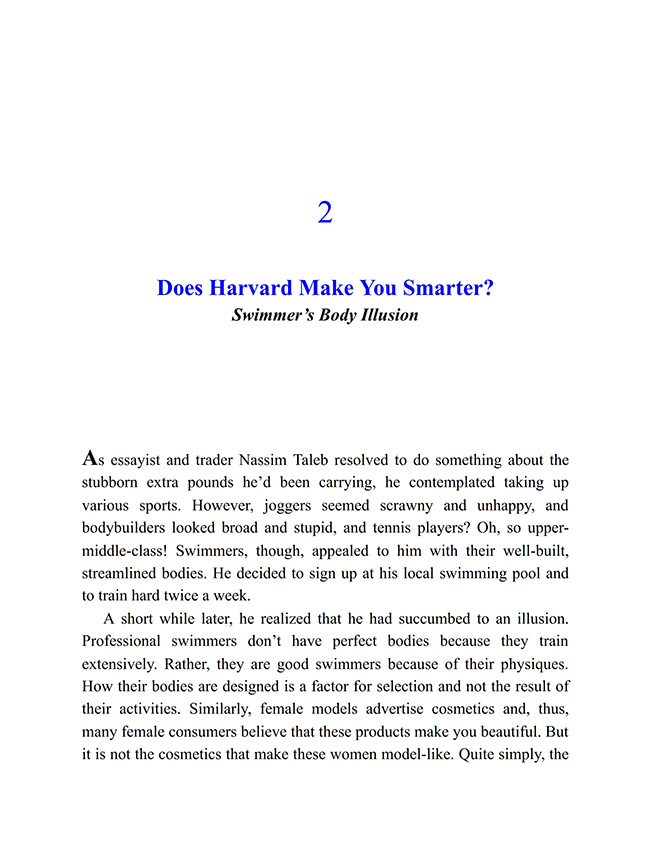 2
Does Harvard Make You Smarter?
Swimmer’s Body Illusion
As essayist and trader Nassim Taleb resolved to do something about the
stubborn extra pounds he’d been carrying, he contemplated taking up
various sports. However, joggers seemed scrawny and unhappy, and
bodybuilders looked broad and stupid, and tennis players? Oh, so upper-
middle-class! Swimmers, though, appealed to him with their well-built,
streamlined bodies. He decided to sign up at his local swimming pool and
to train hard twice a week.
A short while later, he realized that he had succumbed to an illusion.
Professional swimmers don’t have perfect bodies because they train
extensively. Rather, they are good swimmers because of their physiques.
How their bodies are designed is a factor for selection and not the result of
their activities. Similarly, female models advertise cosmetics and, thus,
many female consumers believe that these products make you beautiful. But
it is not the cosmetics that make these women model-like. Quite simply, the